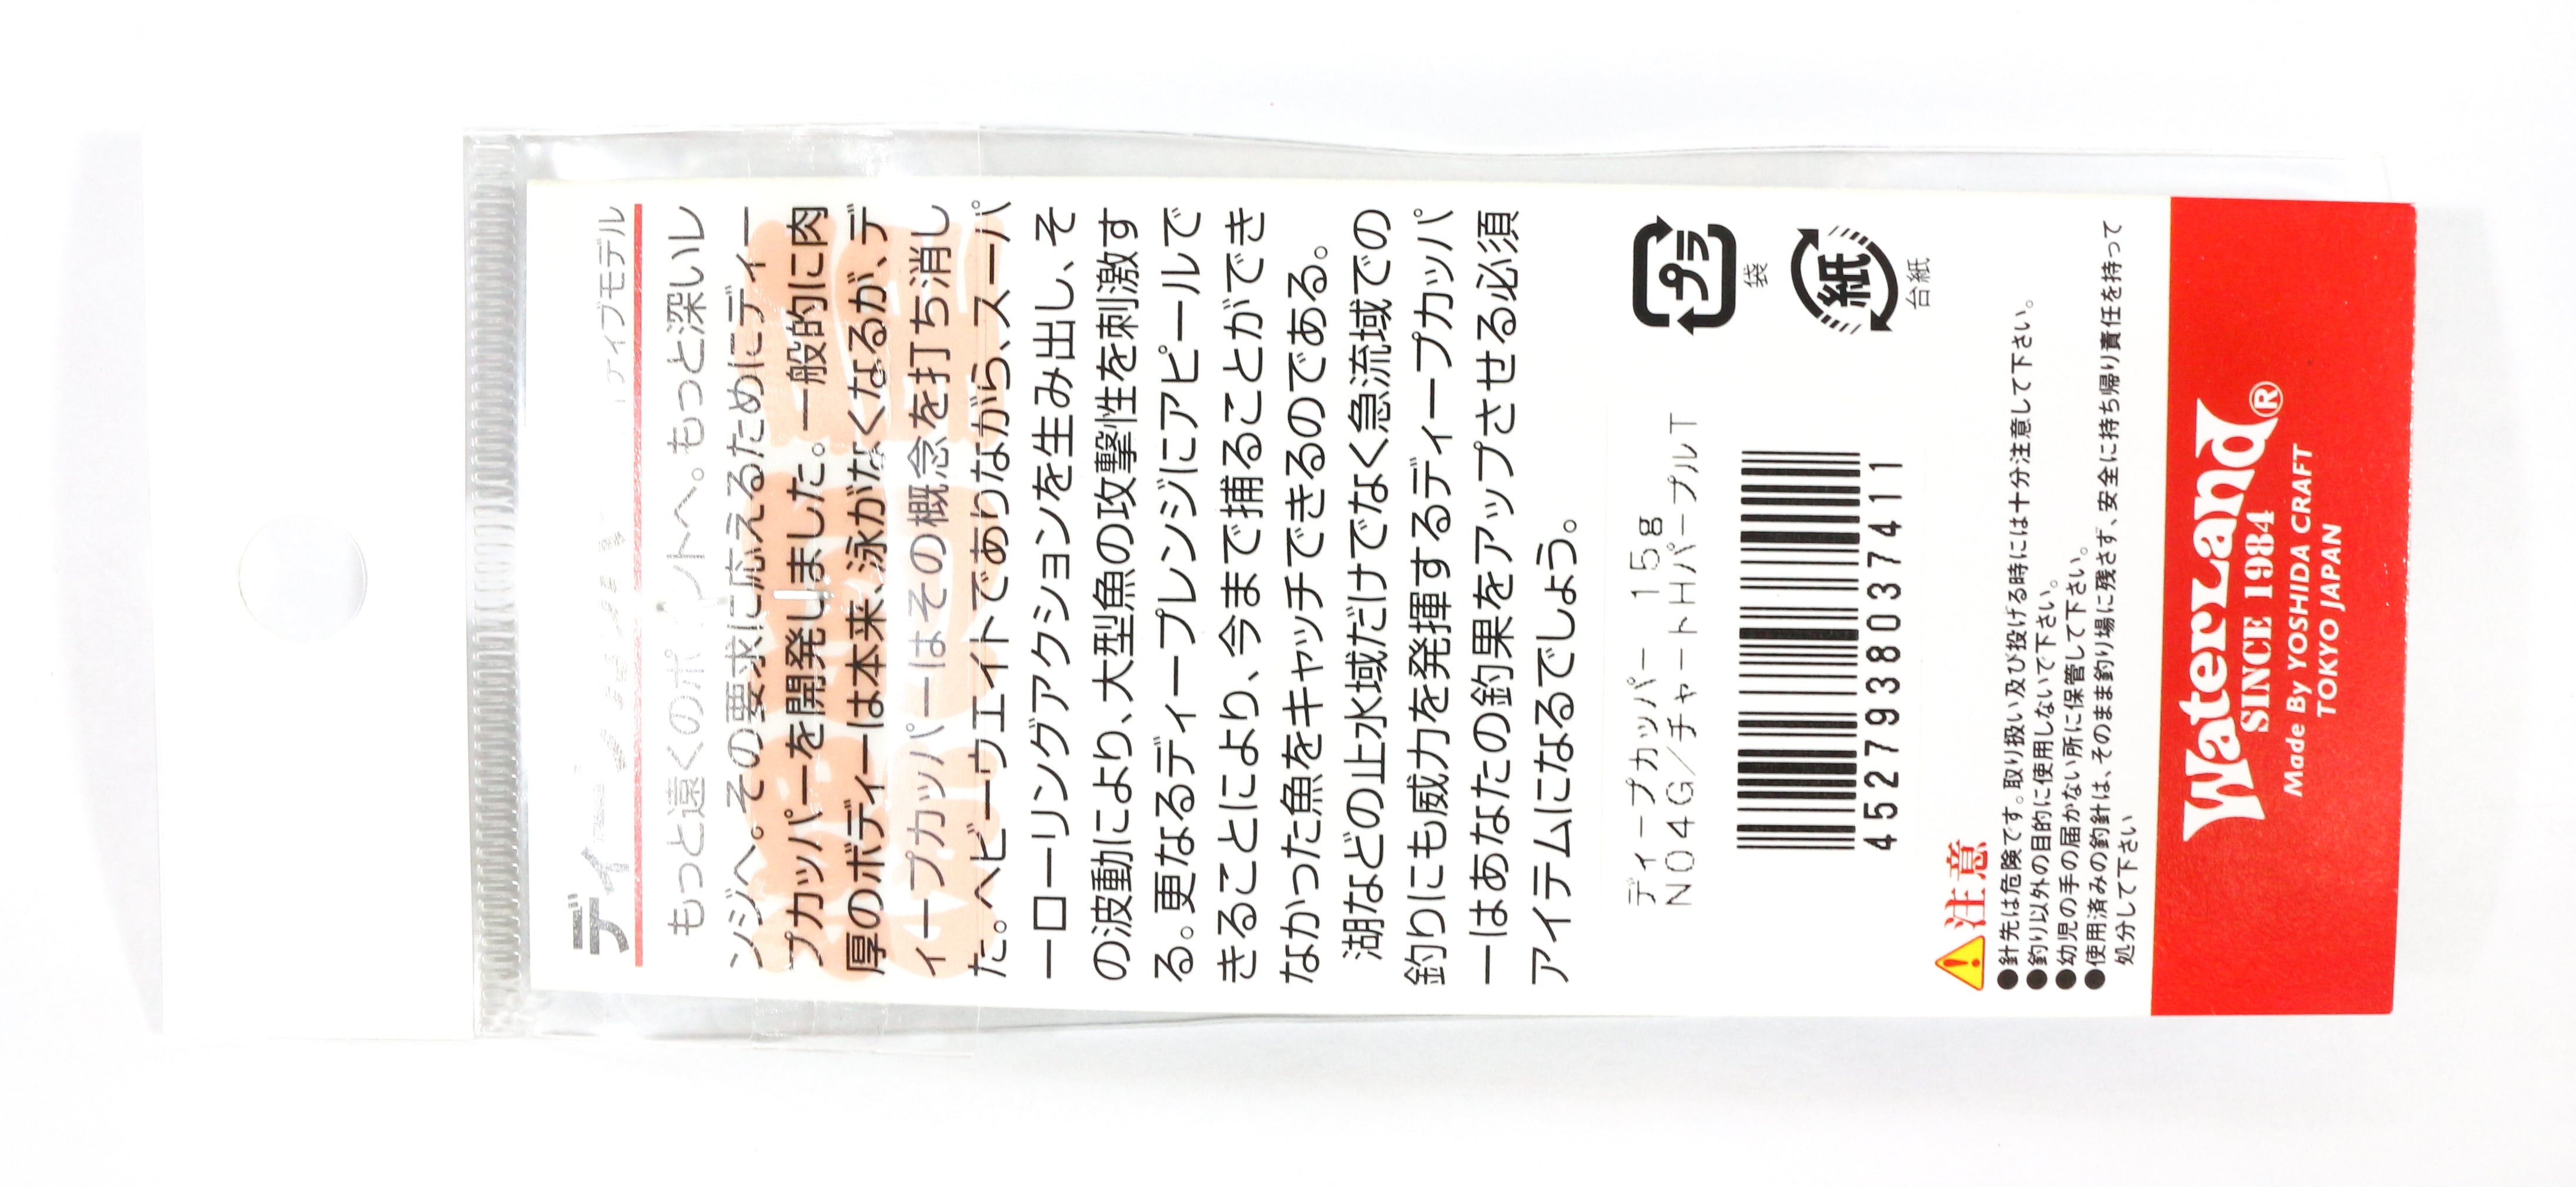 ディー
ィブモデル
もっと遠くのポイントへ。もっと深いレ
ンジへ。その要求に応えるためにディー
プカッパーを開発しました。一般的に肉
厚のボディーは本来、泳がなくなるが、デ
ィープカッパーはその概念を打ち消し
た。ヘビーウエイトでありながら、スーパ
ーローリングアクションを生み出し、そ
の波動により、大型魚の攻撃性を刺激す
る。更なるディープレンジにアピールで
きることにより、今まで捕ることができ
なかった魚をキャッチできるのである。
湖などの止水域だけでなく急流域での
釣りにも威力を発揮するディープカッパ
ーはあなたの釣果をアップさせる必須
アイテムになるでしょう。
プラ
袋
紙
台紙
ディープカッパー 15g
NO4G/チャートHパープルT
4527938037411
注意
●針先は危険です。取り扱い及び投げる時には十分注意して下さい。
●釣り以外の目的に使用しないで下さい。
●幼児の手の届かない所に保管して下さい。
●使用済みの釣針は、そのまま釣り場に残さず、安全に持ち帰り責任を持って
処分して下さい
WaterLand®
SINCE 1984
Made By YOSHIDA CRAFT
TOKYO JAPAN